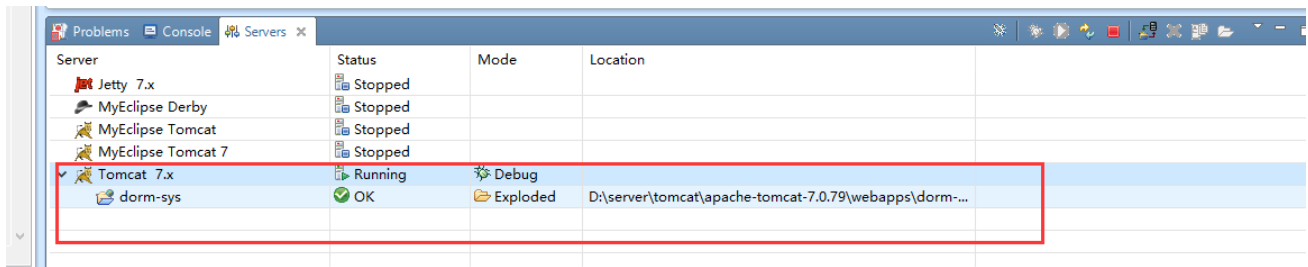 Problems Console Servers
Server Status Mode Location
Jetty 7.x Stopped
MyEclipse Derby Stopped
MyEclipse Tomcat Stopped
MyEclipse Tomcat 7 Stopped
Tomcat 7.x Running Debug
dorm-sys OK Exploded D:\server\tomcat\apache-tomcat-7.0.79\webapps\dorm-...